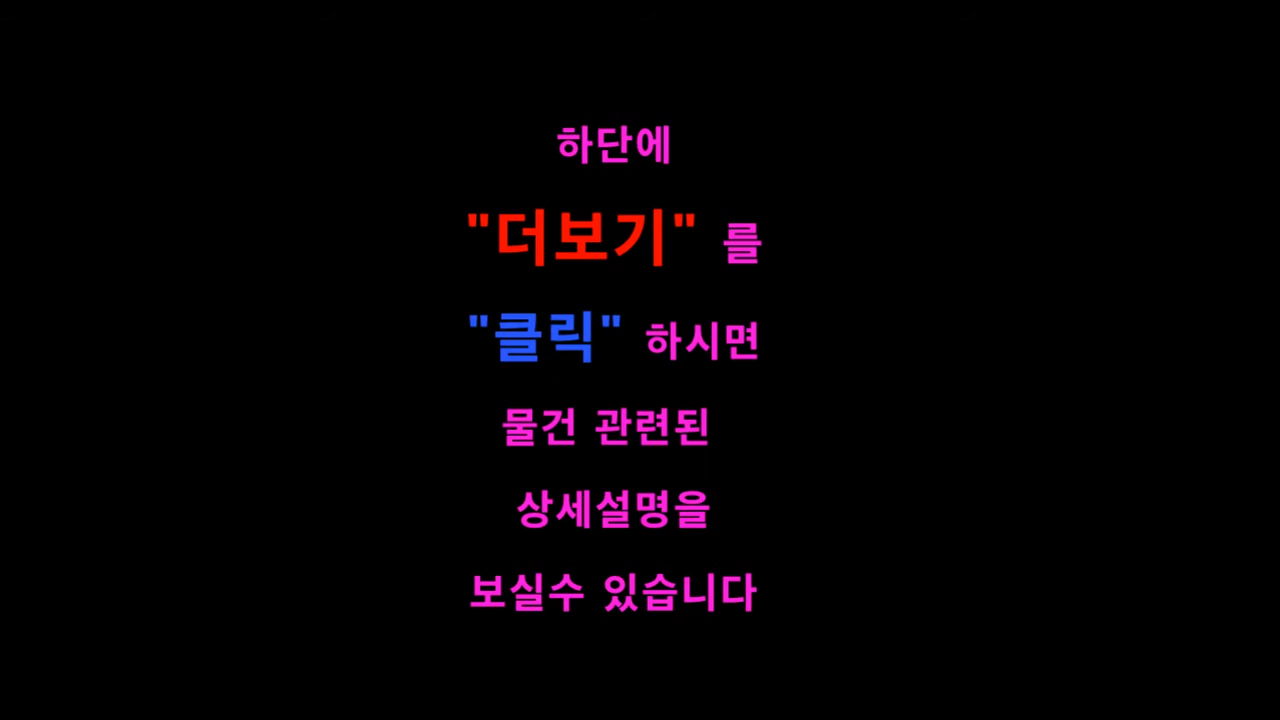 하단에
"더보기" 를
"클릭" 하시면
물건 관련된
상세설명을
보실수 있습니다